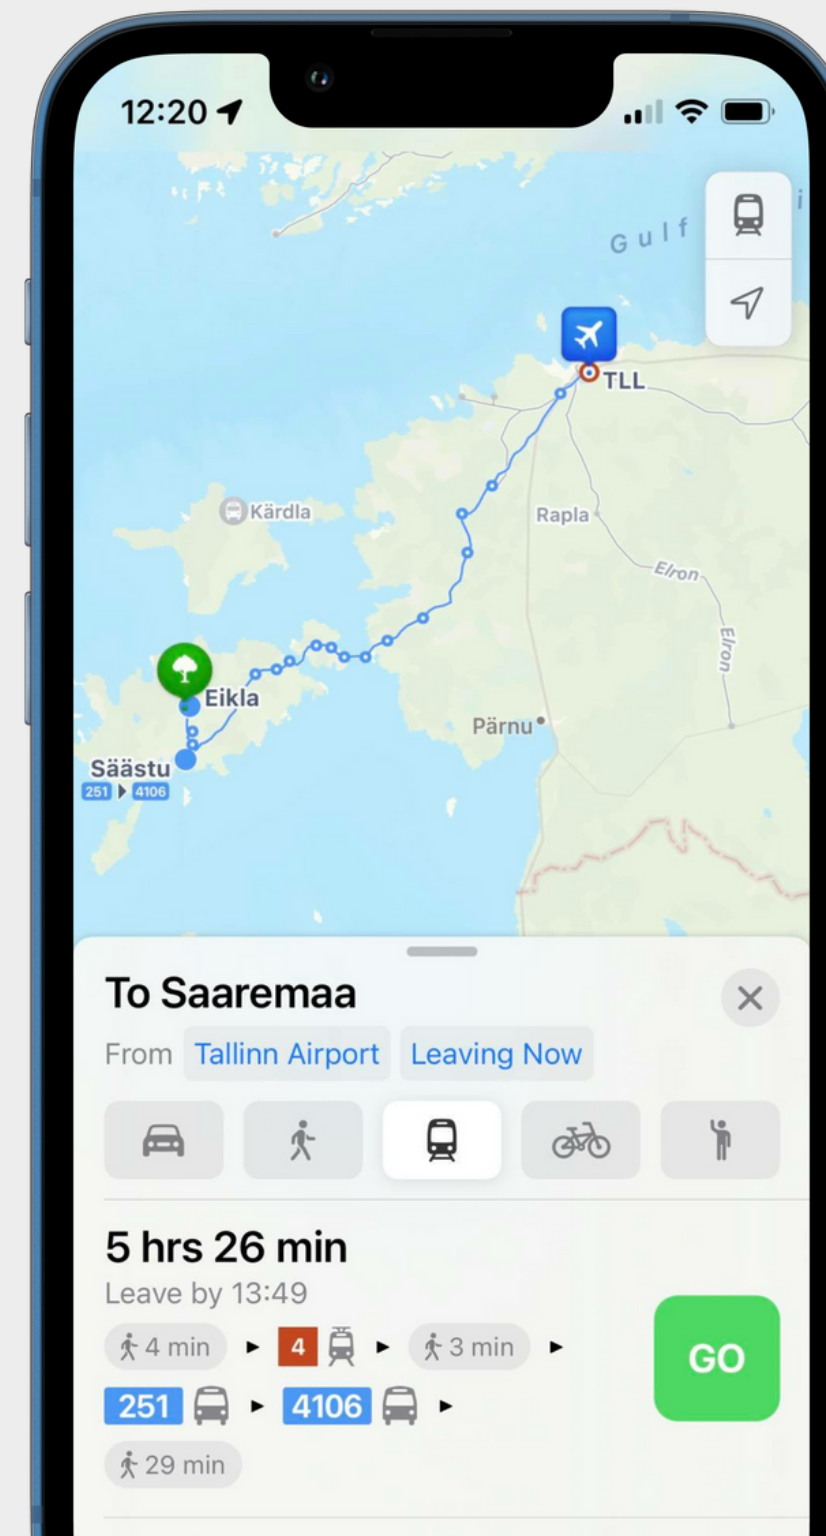 12:20
Gulf
TLL
Kärdla
Rapla
Elron
Elron
Eikla
Pärnu
Säästu
251 4106
To Saaremaa
From Tallinn Airport Leaving Now
5 hrs 26 min
Leave by 13:49
4 min 4 3 min
GO
251 4106
29 min